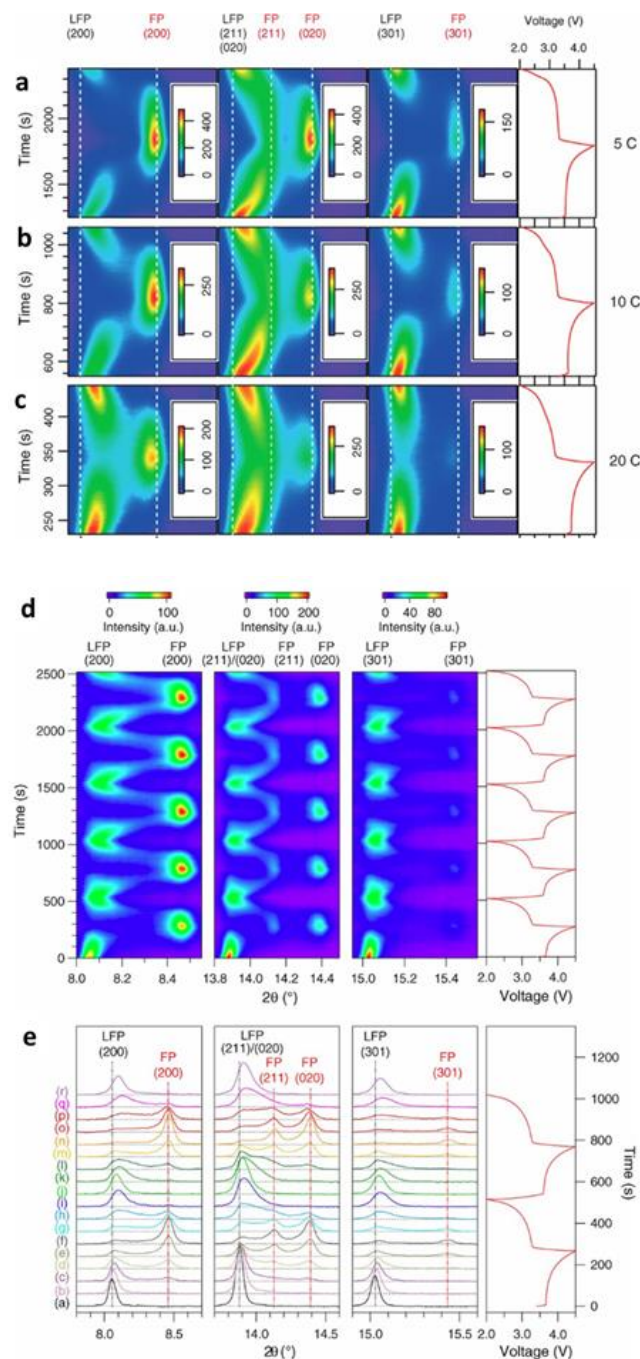 LFP FP LFP FP FP LFP FP Voltage (V)
(200) (200) (211) (211) (020) (301) (301) 2.0 3.0 4.0
(020)
a
Time (s)
2000
1500
0 200 400
0 200 400
0 50 150
5 C
b
Time (s)
1000
800
600
0 250
0 250
0 100
10 C
c
Time (s)
400
350
300
250
0 100 200
0 250
0 100
20 C
d
0 100
0 100 200
0 40 80
Intensity (a.u.) Intensity (a.u.) Intensity (a.u.)
LFP FP LFP FP FP LFP FP
(200) (200) (211)/(020) (211) (020) (301) (301)
Time (s)
2500
2000
1500
1000
500
0
8.0 8.2 8.4 13.8 14.0 14.2 14.4 15.0 15.2 15.4 2.0 3.0 4.0
2θ (°) Voltage (V)
e
LFP
(200)
FP
(200)
LFP
(211)/(020)
FP
(211)
FP
(020)
LFP
(301)
FP
(301)
(r)
(q)
(p)
(o)
(n)
(m)
(l)
(k)
(j)
(i)
(h)
(g)
(f)
(e)
(d)
(c)
(b)
(a)
1200
1000
800
600
400
200
0
Time (s)
8.0 8.5 14.0 14.5 15.0 15.5 2.0 3.0 4.0
2θ (°) Voltage (V)